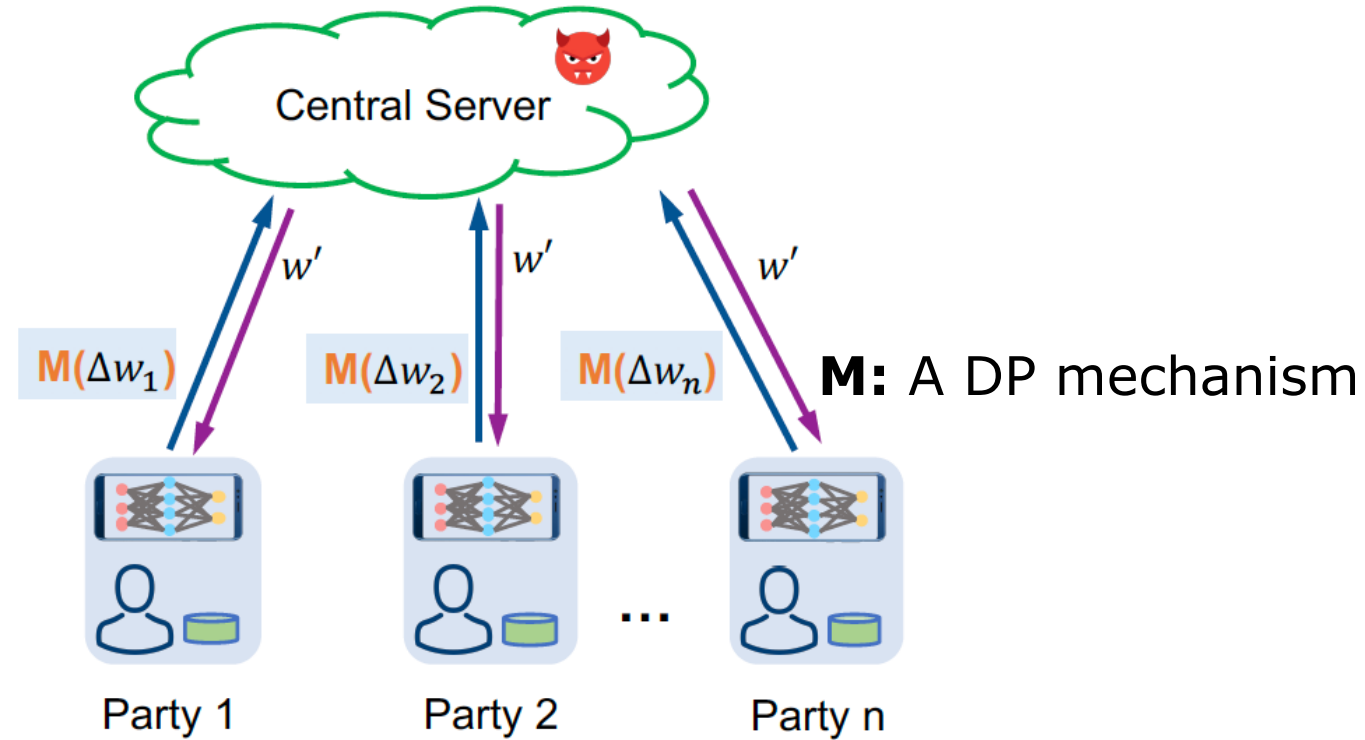 Central Server
w′ w′ w′
M(Δw₁) M(Δw₂) M(Δwₙ) M: A DP mechanism
...
Party 1 Party 2 Party n